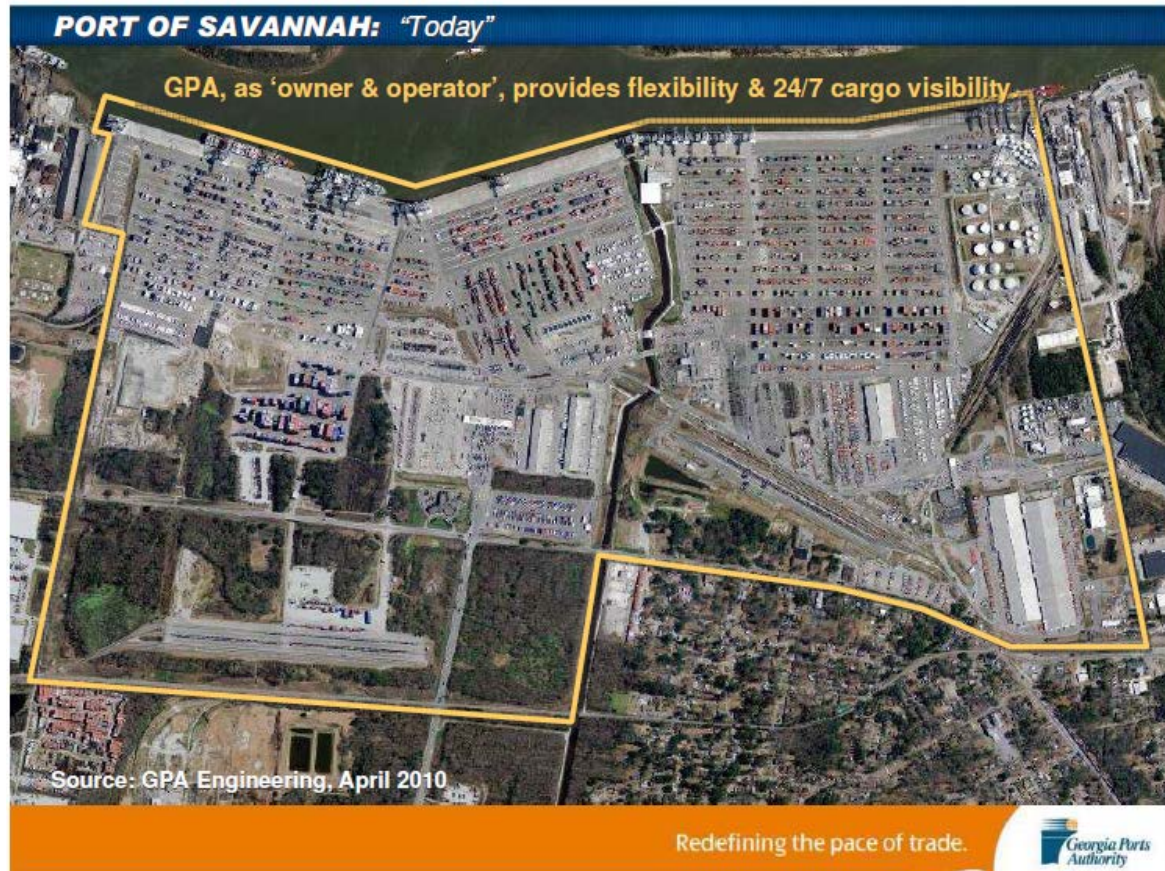 PORT OF SAVANNAH: "Today"
GPA, as 'owner & operator', provides flexibility & 24/7 cargo visibility
Source: GPA Engineering, April 2010
Redefining the pace of trade.
Georgia Ports
Authority